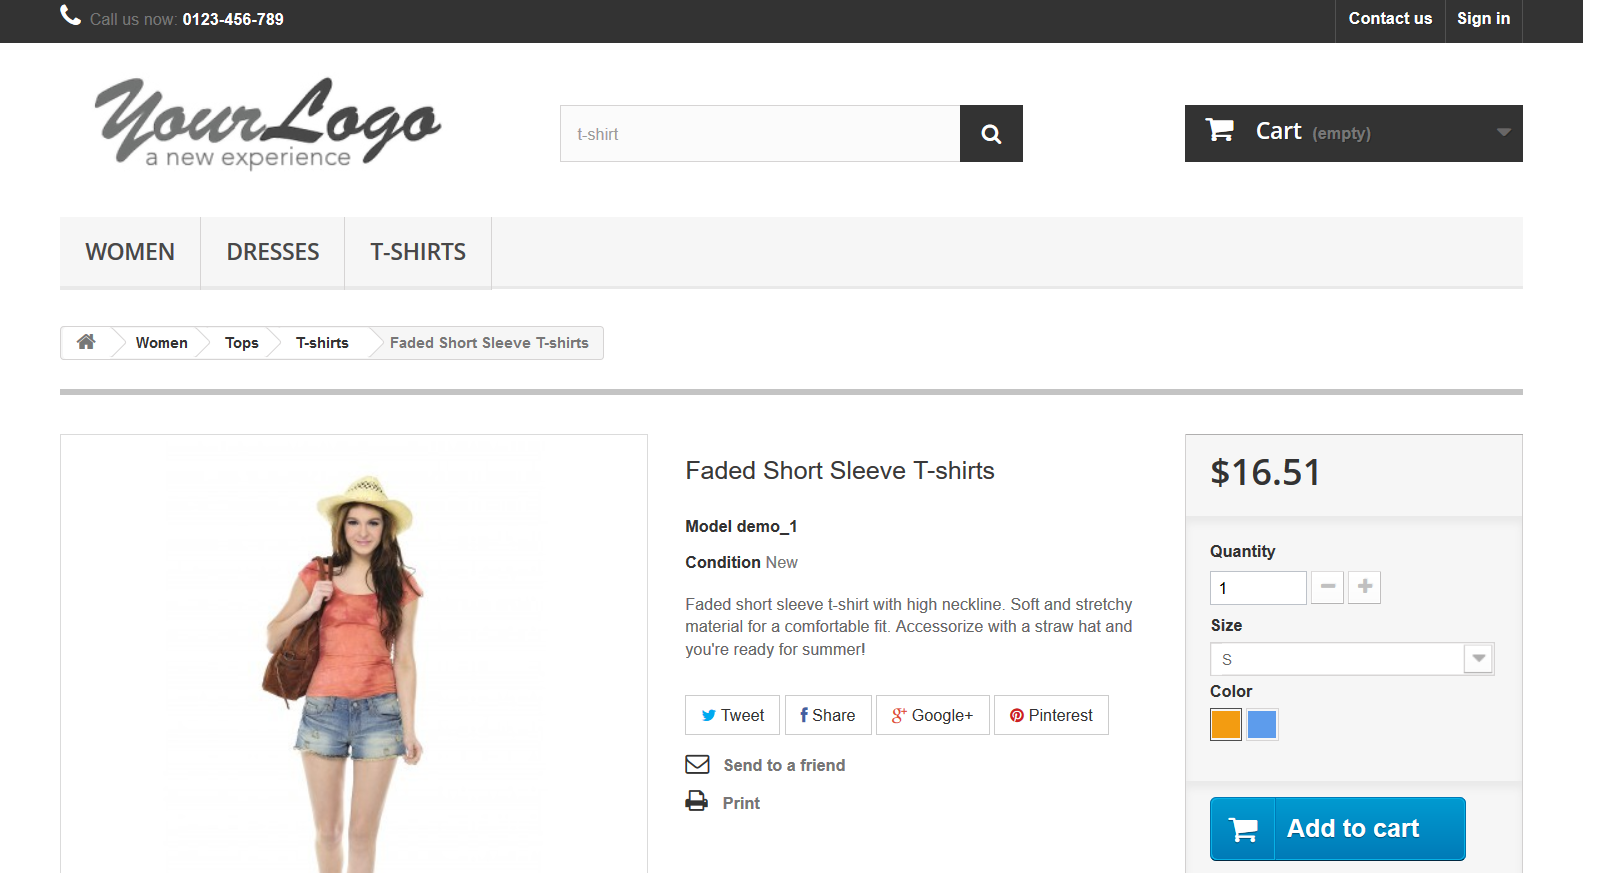 Call us now: 0123-456-789
Contact us
Sign in
YourLogo
a new experience
t-shirt
Cart (empty)
WOMEN
DRESSES
T-SHIRTS
Women
Tops
T-shirts
Faded Short Sleeve T-shirts
Faded Short Sleeve T-shirts
Model demo_1
Condition New
Faded short sleeve t-shirt with high neckline. Soft and stretchy
material for a comfortable fit. Accessorize with a straw hat and
you're ready for summer!
Tweet
Share
Google+
Pinterest
Send to a friend
Print
$16.51
Quantity
1
Size
S
Color
Add to cart